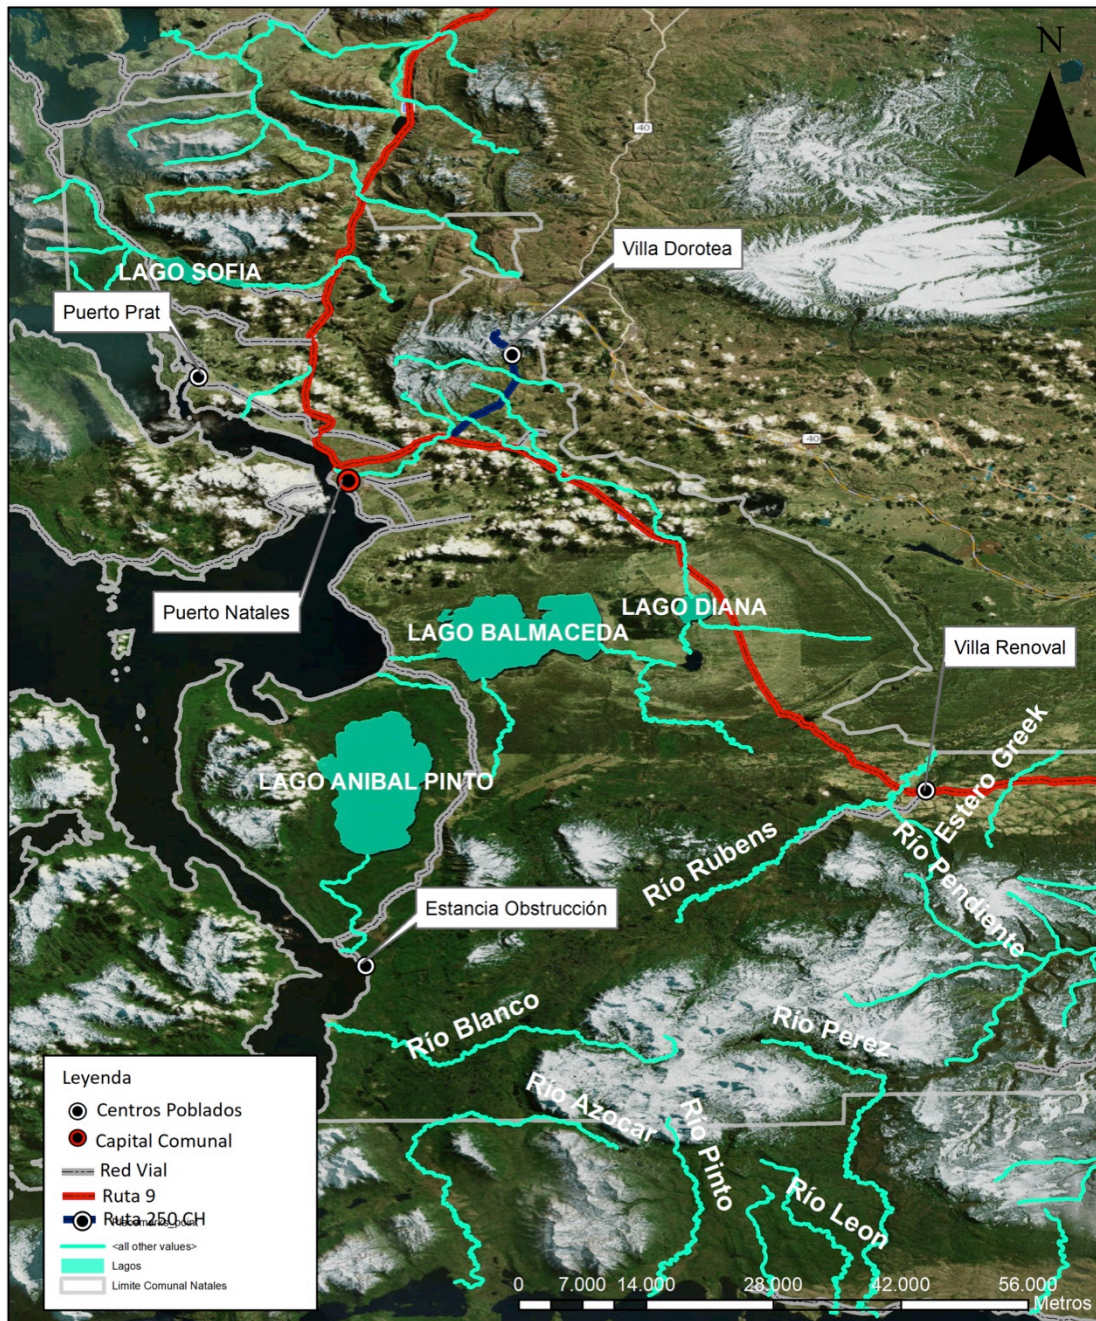 N
40
Villa Dorotea
LAGO SOFIA
Puerto Prat
40
Puerto Natales
LAGO DIANA
LAGO BALMACEDA
Villa Renoval
LAGO ANIBAL PINTO
Estero Greek
Río Rubens
Río Pendiente
Estancia Obstrucción
Río Blanco
Río Perez
Río Azocar
Río Pinto
Río Leon
Leyenda
Centros Poblados
Capital Comunal
Red Vial
Ruta 9
Ruta 250 CH
<all other values>
Lagos
Limite Comunal Natales
0 7.000 14.000 28.000 42.000 56.000
Metros